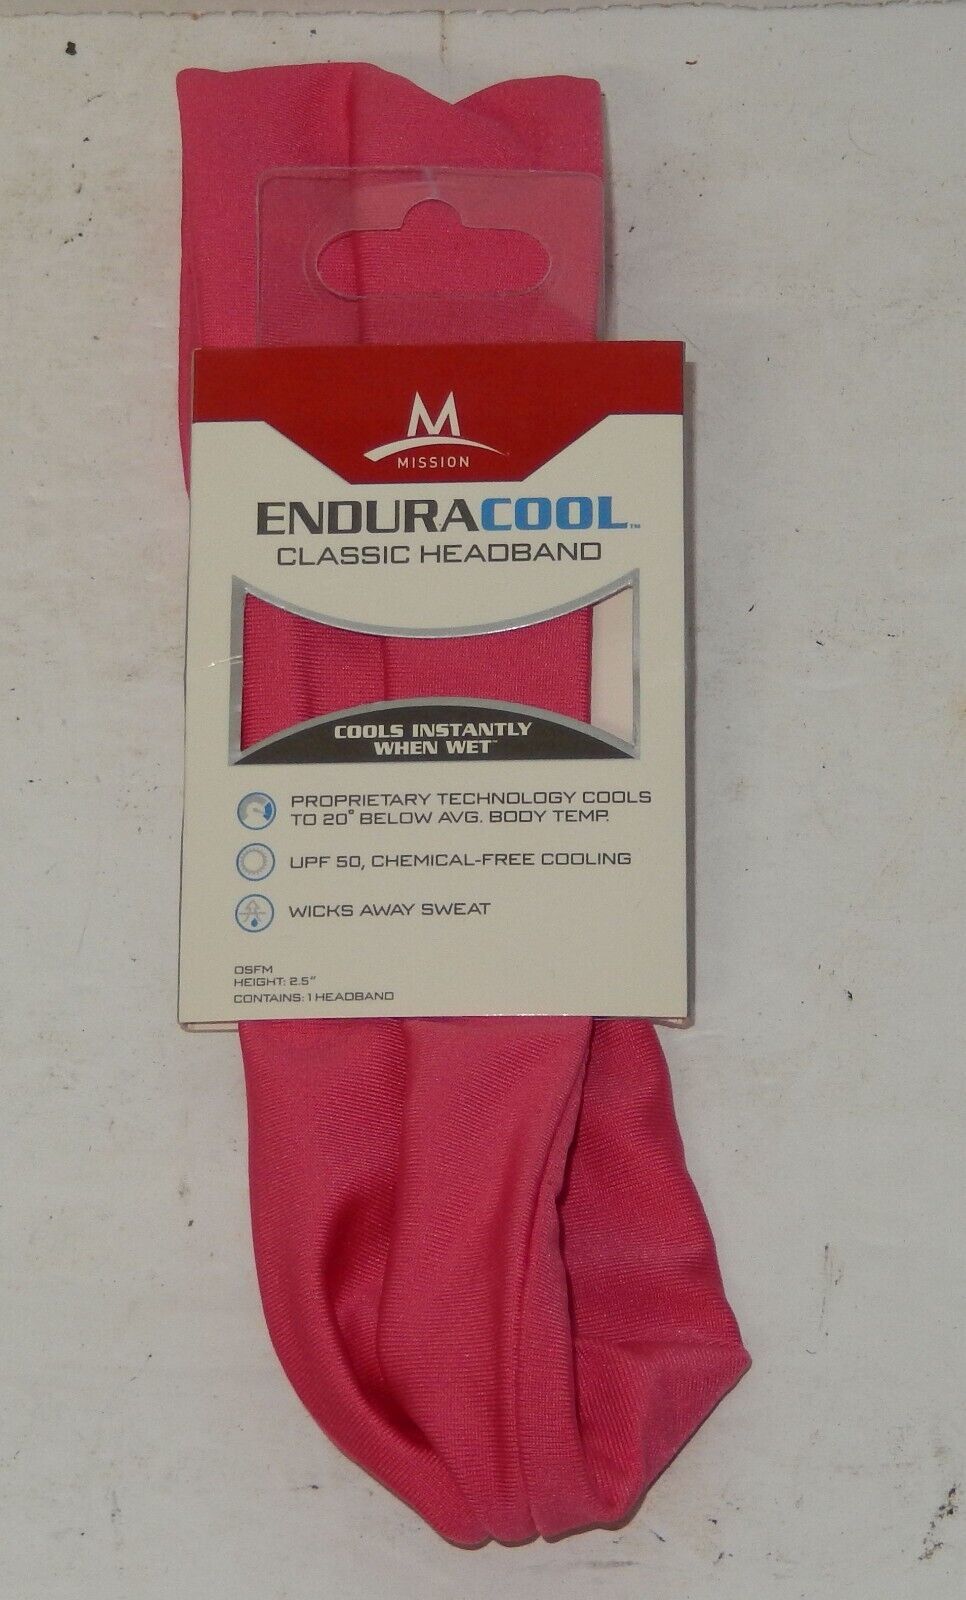 M
MISSION
ENDURACOOL™
CLASSIC HEADBAND
COOLS INSTANTLY
WHEN WET™
PROPRIETARY TECHNOLOGY COOLS
TO 20° BELOW AVG. BODY TEMP.
UPF 50, CHEMICAL-FREE COOLING
WICKS AWAY SWEAT
OSFM
HEIGHT: 2.5"
CONTAINS: 1 HEADBAND